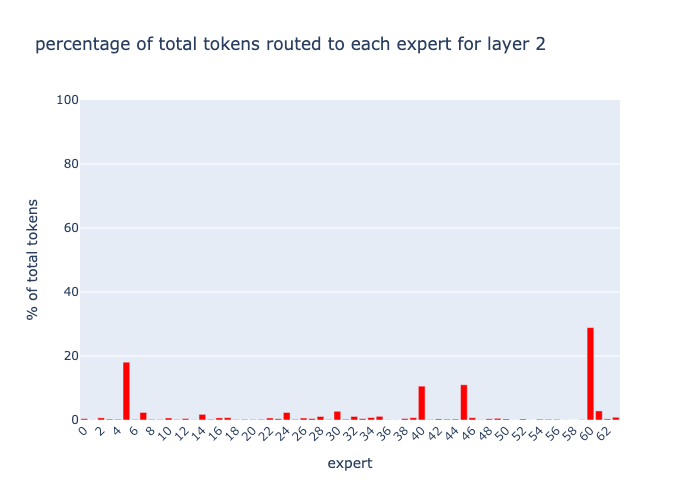 percentage of total tokens routed to each expert for layer 2
100
80
60
40
20
0
% of total tokens
0 2 4 6 8 10 12 14 16 18 20 22 24 26 28 30 32 34 36 38 40 42 44 46 48 50 52 54 56 58 60 62
expert